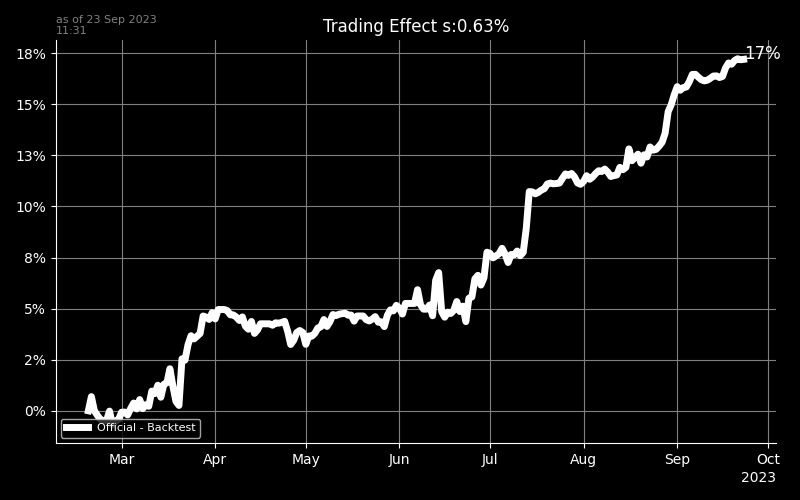 as of 23 Sep 2023
11:31
Trading Effect s:0.63%
18%
17%
15%
13%
10%
8%
5%
2%
0%
Official - Backtest
Mar Apr May Jun Jul Aug Sep Oct
2023